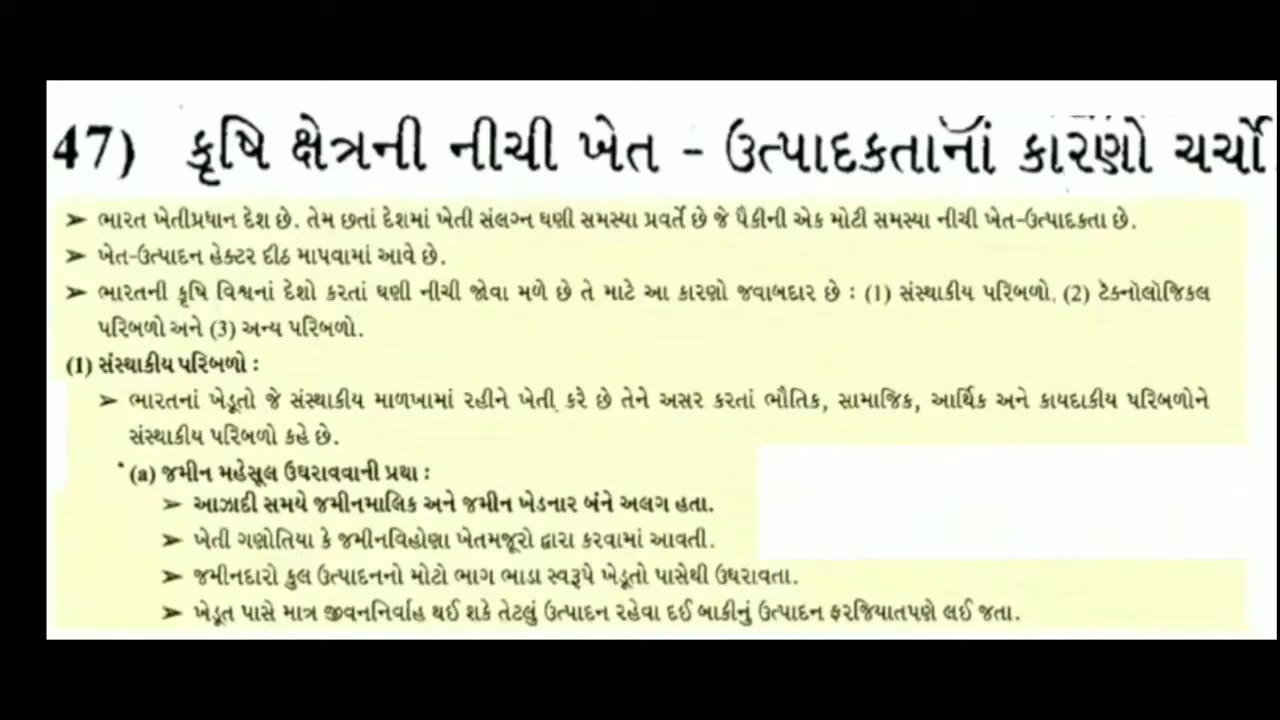 47) કૃષિ ક્ષેત્રની નીચી ખેત - ઉત્પાદકતાનાં કારણો ચર્ચો
➤ ભારત ખેતીપ્રધાન દેશ છે. તેમ છતાં દેશમાં ખેતી સંલગ્ન ઘણી સમસ્યા પ્રવર્તે છે જે પૈકીની એક મોટી સમસ્યા નીચી ખેત-ઉત્પાદકતા છે.
➤ ખેત-ઉત્પાદન હેક્ટર દીઠ માપવામાં આવે છે.
➤ ભારતની કૃષિ વિશ્વનાં દેશો કરતાં ઘણી નીચી જોવા મળે છે તે માટે આ કારણો જવાબદાર છે : (1) સંસ્થાકીય પરિબળો, (2) ટૅક્નોલોજિકલ
પરિબળો અને (3) અન્ય પરિબળો.
(1) સંસ્થાકીય પરિબળો :
➤ ભારતનાં ખેડૂતો જે સંસ્થાકીય માળખામાં રહીને ખેતી કરે છે તેને અસર કરતાં ભૌતિક, સામાજિક, આર્થિક અને કાયદાકીય પરિબળોને
સંસ્થાકીય પરિબળો કહે છે.
(a) જમીન મહેસૂલ ઉઘરાવવાની પ્રથા :
➤ આઝાદી સમયે જમીનમાલિક અને જમીન ખેડનાર બંને અલગ હતા.
➤ ખેતી ગણોતિયા કે જમીનવિહોણા ખેતમજૂરો દ્વારા કરવામાં આવતી.
➤ જમીનદારો કુલ ઉત્પાદનનો મોટો ભાગ ભાડા સ્વરૂપે ખેડૂતો પાસેથી ઉઘરાવતા.
➤ ખેડૂત પાસે માત્ર જીવનનિર્વાહ થઈ શકે તેટલું ઉત્પાદન રહેવા દઈ બાકીનું ઉત્પાદન ફરજિયાતપણે લઈ જતા.